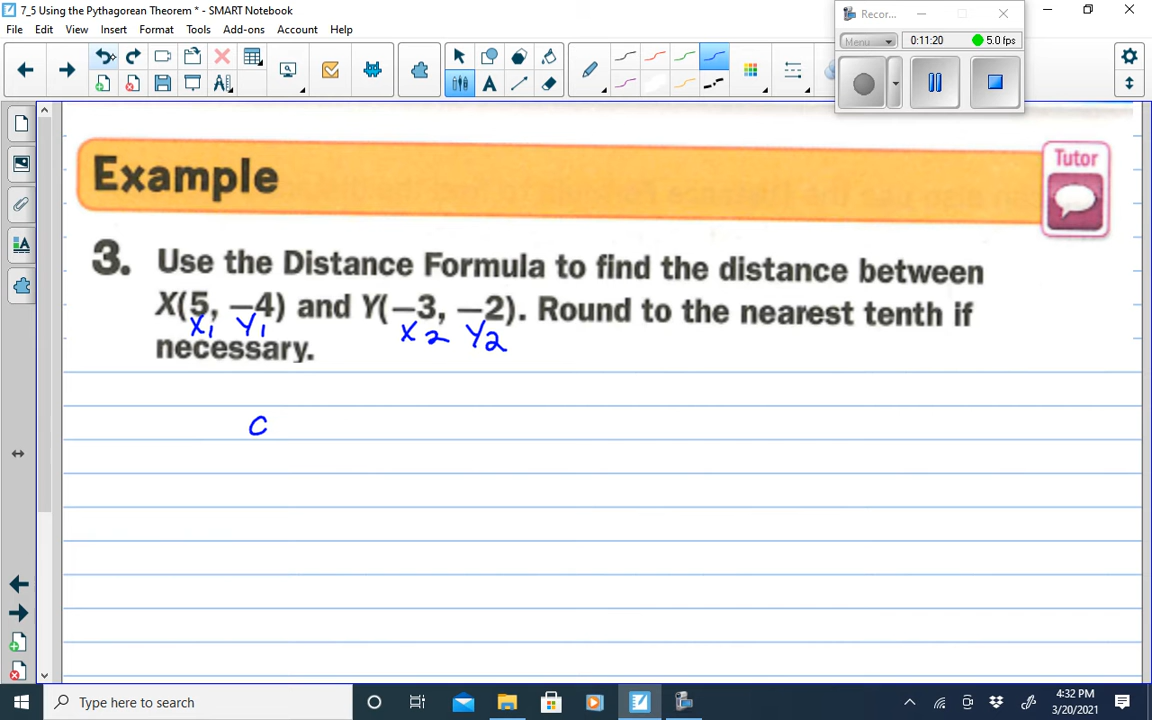 7_5 Using the Pythagorean Theorem * - SMART Notebook
Recor...
File Edit View Insert Format Tools Add-ons Account Help
Menu 0:11:20 5.0 fps
Example
Tutor
3. Use the Distance Formula to find the distance between
X(5, −4) and Y(−3, −2). Round to the nearest tenth if
X1 Y1 X2 Y2
necessary.
Type here to search
4:32 PM
3/20/2021